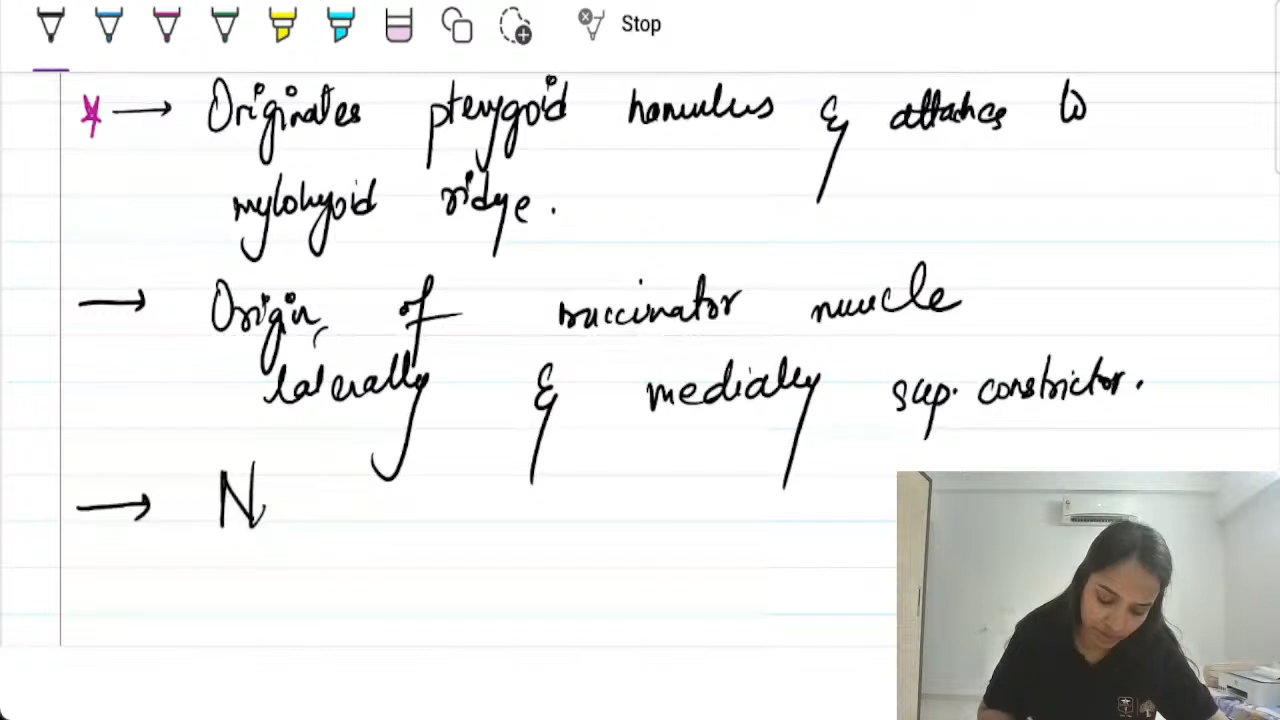 Stop
* → Originates pterygoid hamulus & attaches to
mylohyoid ridge.
→ Origin of buccinator muscle
laterally & medially sup. constrictor.
→ N